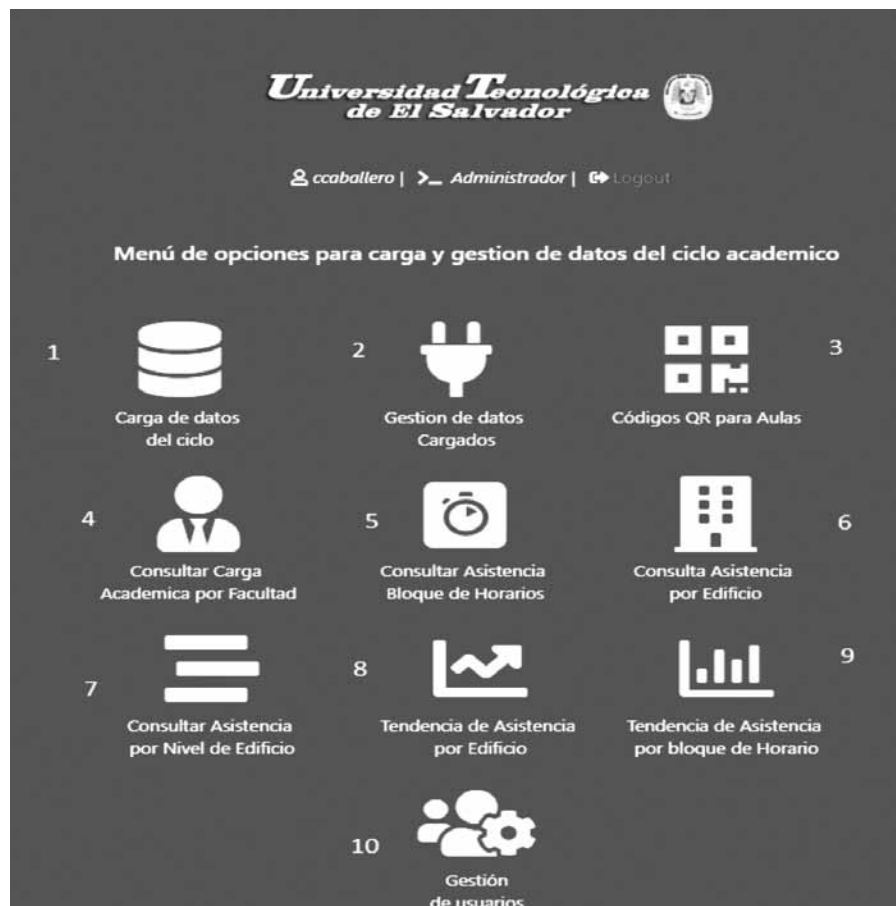 Universidad Tecnológica
de El Salvador
ccaballero | >_ Administrador | Logout
Menú de opciones para carga y gestion de datos del ciclo academico
1
2
3
Carga de datos
del ciclo
Gestion de datos
Cargados
Códigos QR para Aulas
4
5
6
Consultar Carga
Academica por Facultad
Consultar Asistencia
Bloque de Horarios
Consulta Asistencia
por Edificio
7
8
9
Consultar Asistencia
por Nivel de Edificio
Tendencia de Asistencia
por Edificio
Tendencia de Asistencia
por bloque de Horario
10
Gestión
de usuarios